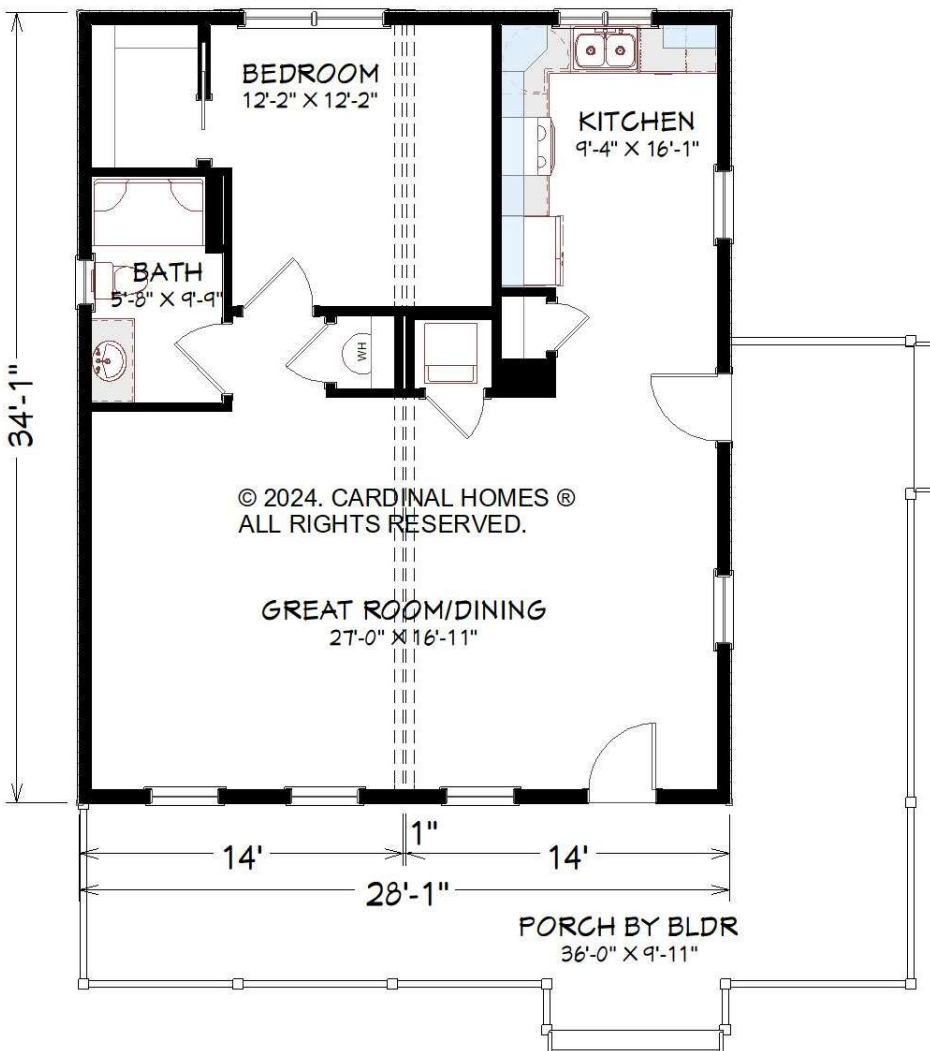 BEDROOM
12'-2" X 12'-2"
KITCHEN
9'-4" X 16'-1"
BATH
5'-8" X 9'-9"
WH
34'-1"
© 2024. CARDINAL HOMES ®
ALL RIGHTS RESERVED.
GREAT ROOM/DINING
27'-0" X 16'-11"
1"
14'
14'
28'-1"
PORCH BY BLDR
36'-0" X 9'-11"